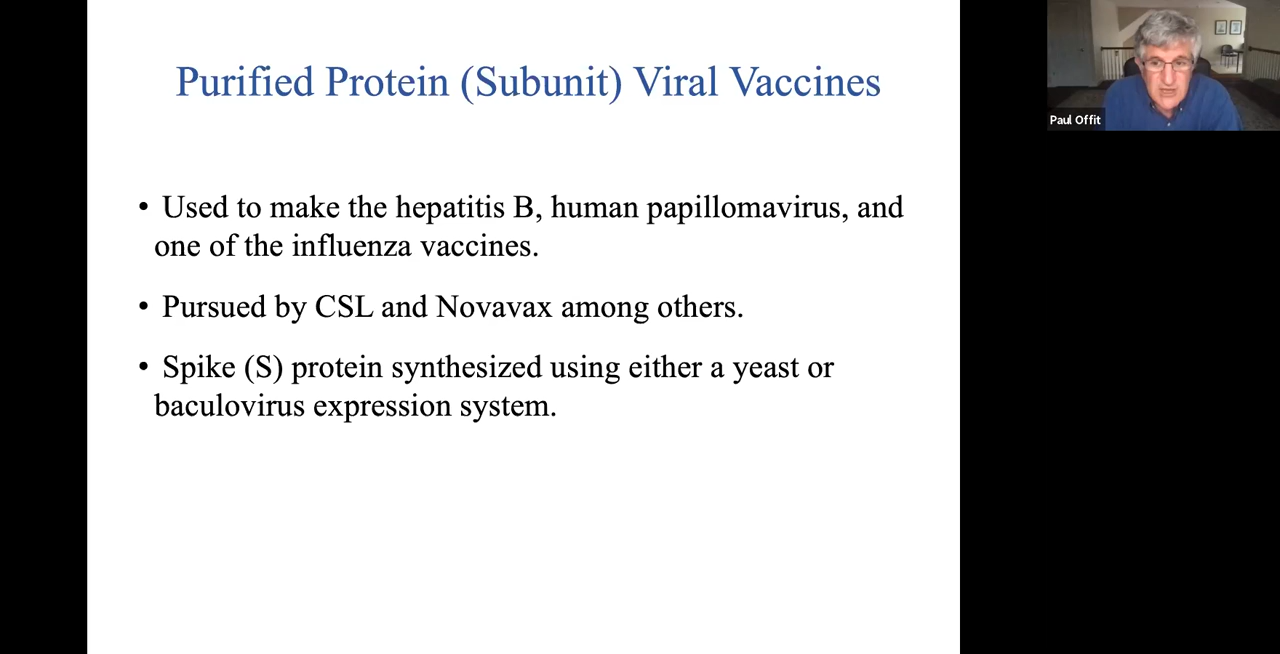 Purified Protein (Subunit) Viral Vaccines
• Used to make the hepatitis B, human papillomavirus, and
one of the influenza vaccines.
• Pursued by CSL and Novavax among others.
• Spike (S) protein synthesized using either a yeast or
baculovirus expression system.
Paul Offit